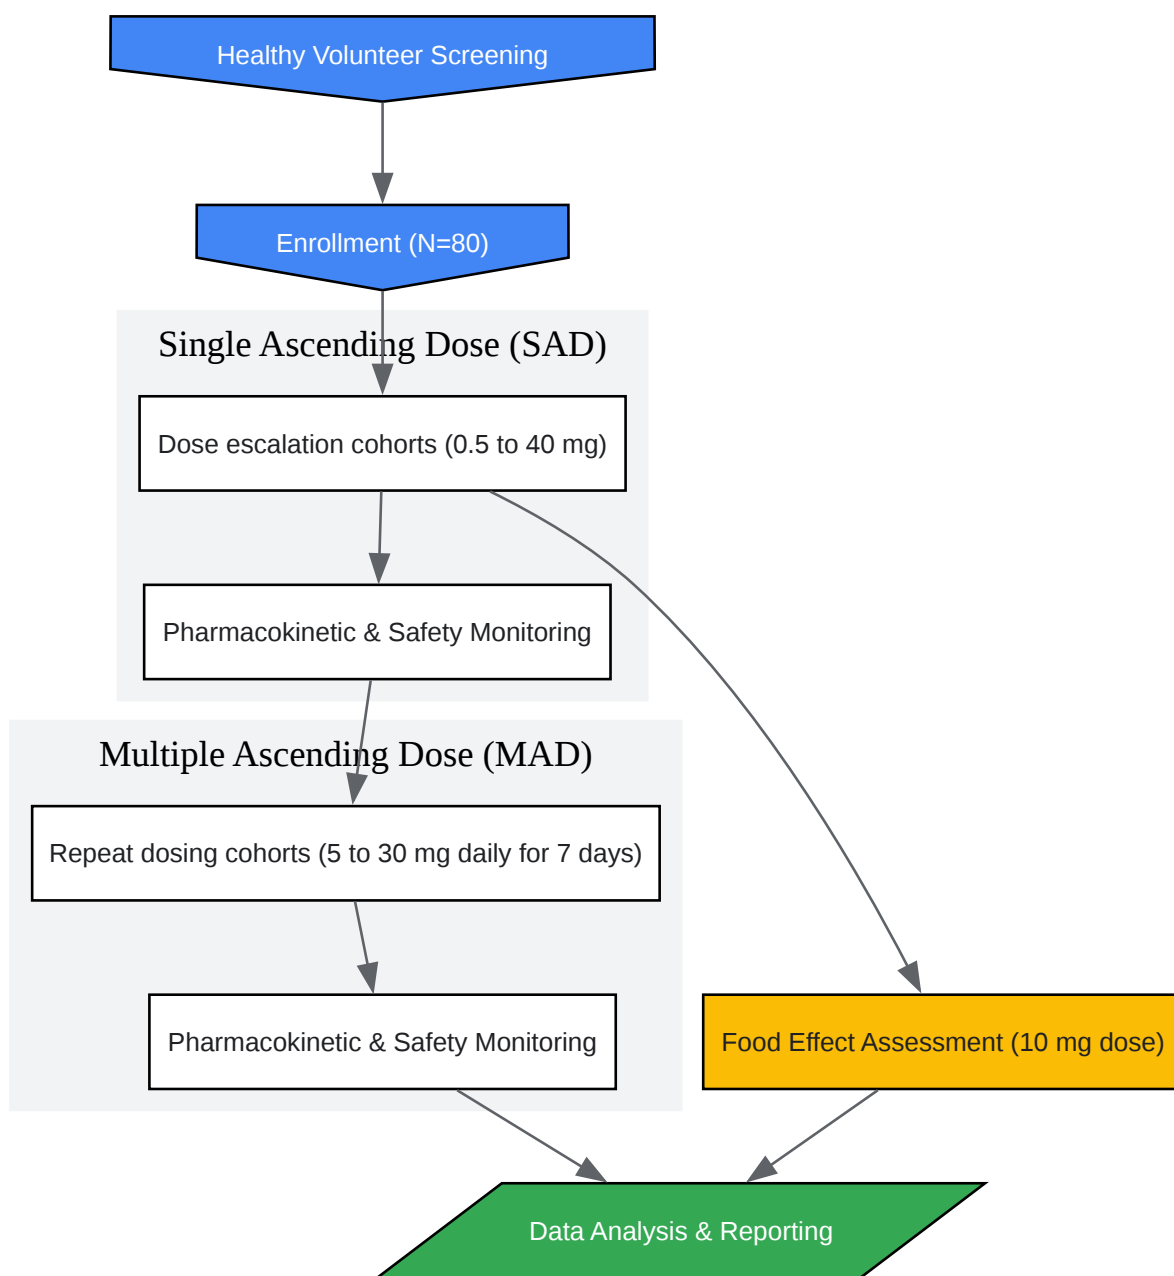 Healthy Volunteer Screening
Enrollment (N=80)
Single Ascending Dose (SAD)
Dose escalation cohorts (0.5 to 40 mg)
Pharmacokinetic & Safety Monitoring
Multiple Ascending Dose (MAD)
Repeat dosing cohorts (5 to 30 mg daily for 7 days)
Pharmacokinetic & Safety Monitoring
Food Effect Assessment (10 mg dose)
Data Analysis & Reporting